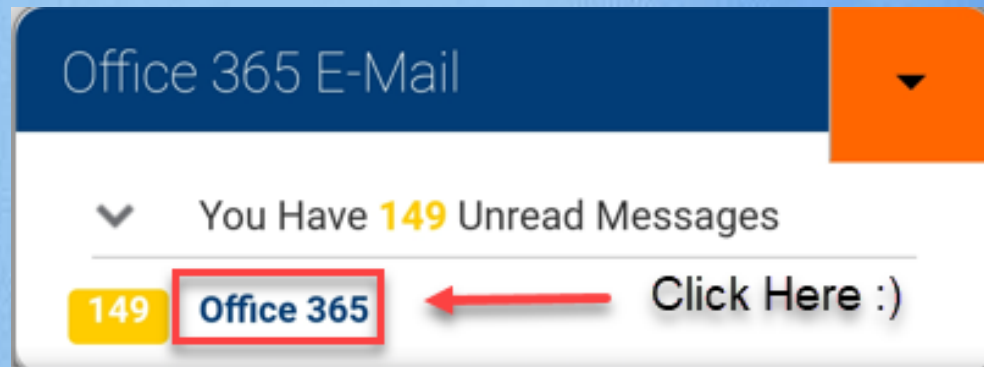 Office 365 E-Mail
You Have 149 Unread Messages
149 Office 365 Click Here :)